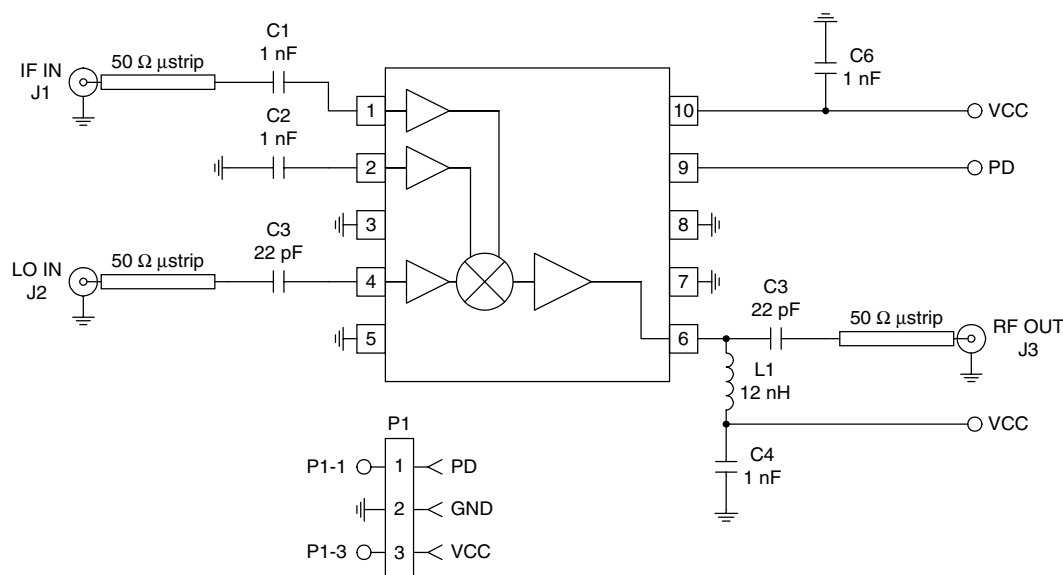 C1
1 nF
C6
1 nF
IF IN
J1
50 Ω μstrip
1
10
VCC
C2
1 nF
2
9
PD
3
8
C3
22 pF
LO IN
J2
50 Ω μstrip
4
7
C3
22 pF
50 Ω μstrip
RF OUT
J3
5
6
L1
12 nH
VCC
P1
C4
1 nF
P1-1
1
PD
2
GND
P1-3
3
VCC